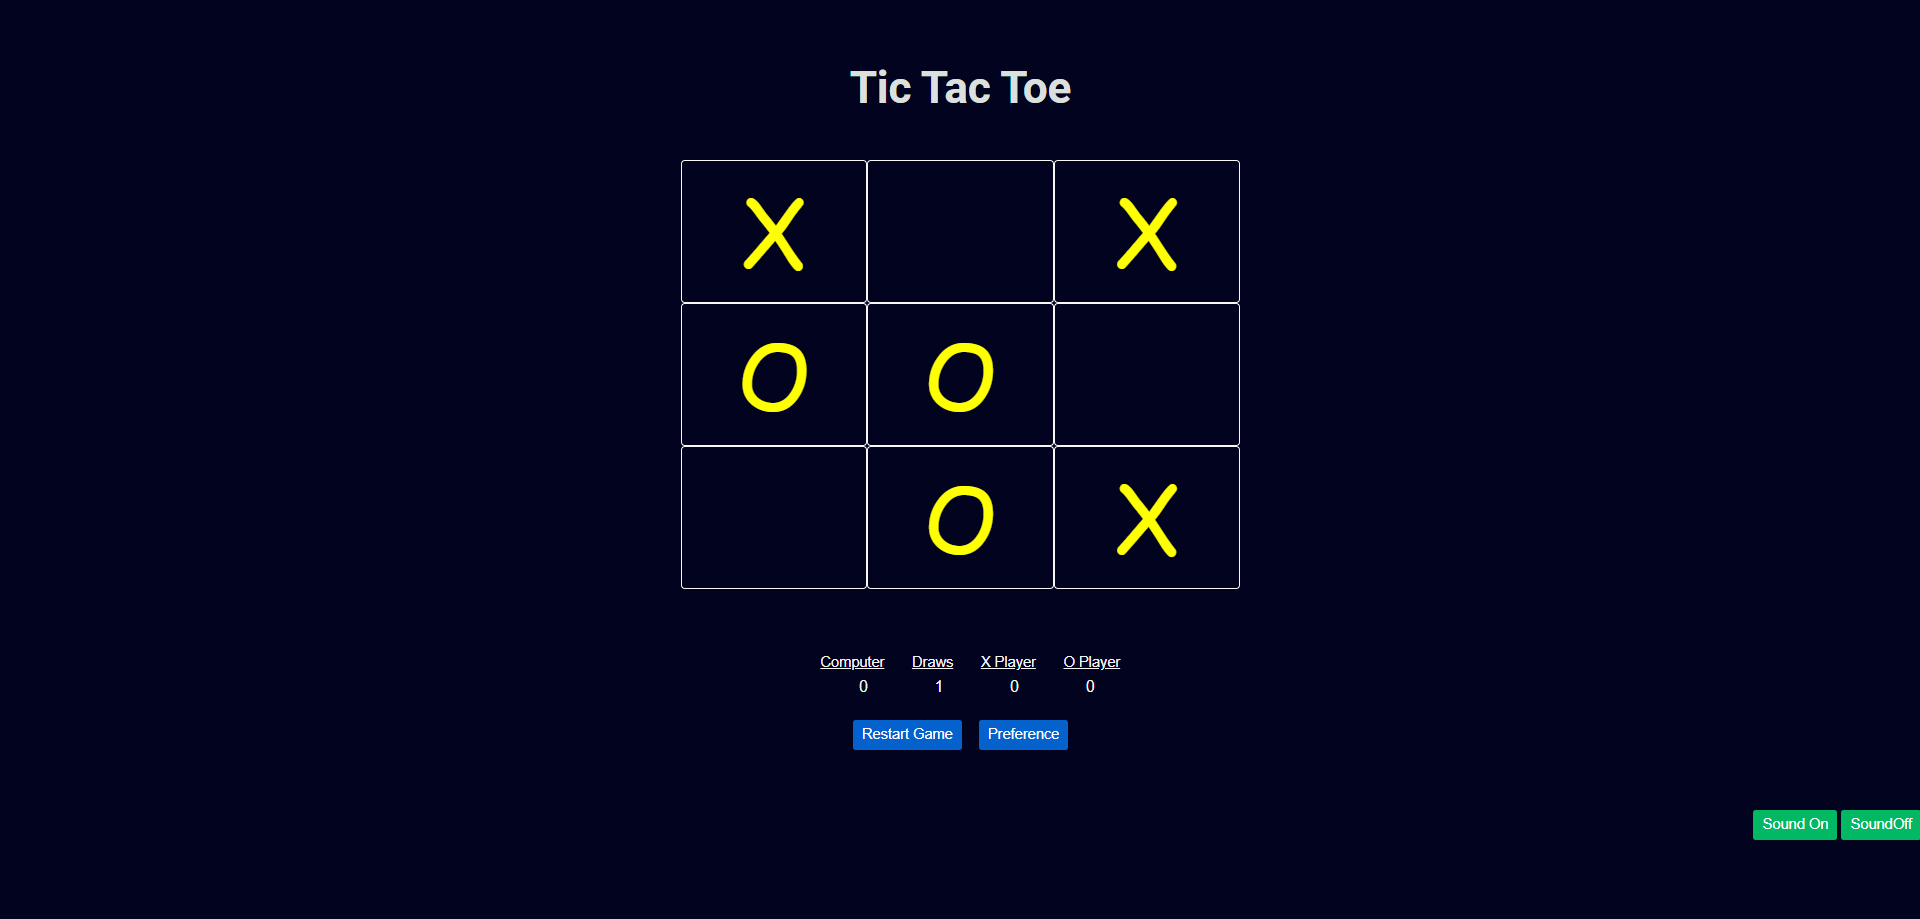 Tic Tac Toe
X X
O O
O X
Computer Draws X Player O Player
0 1 0 0
Restart Game Preference
Sound On SoundOff